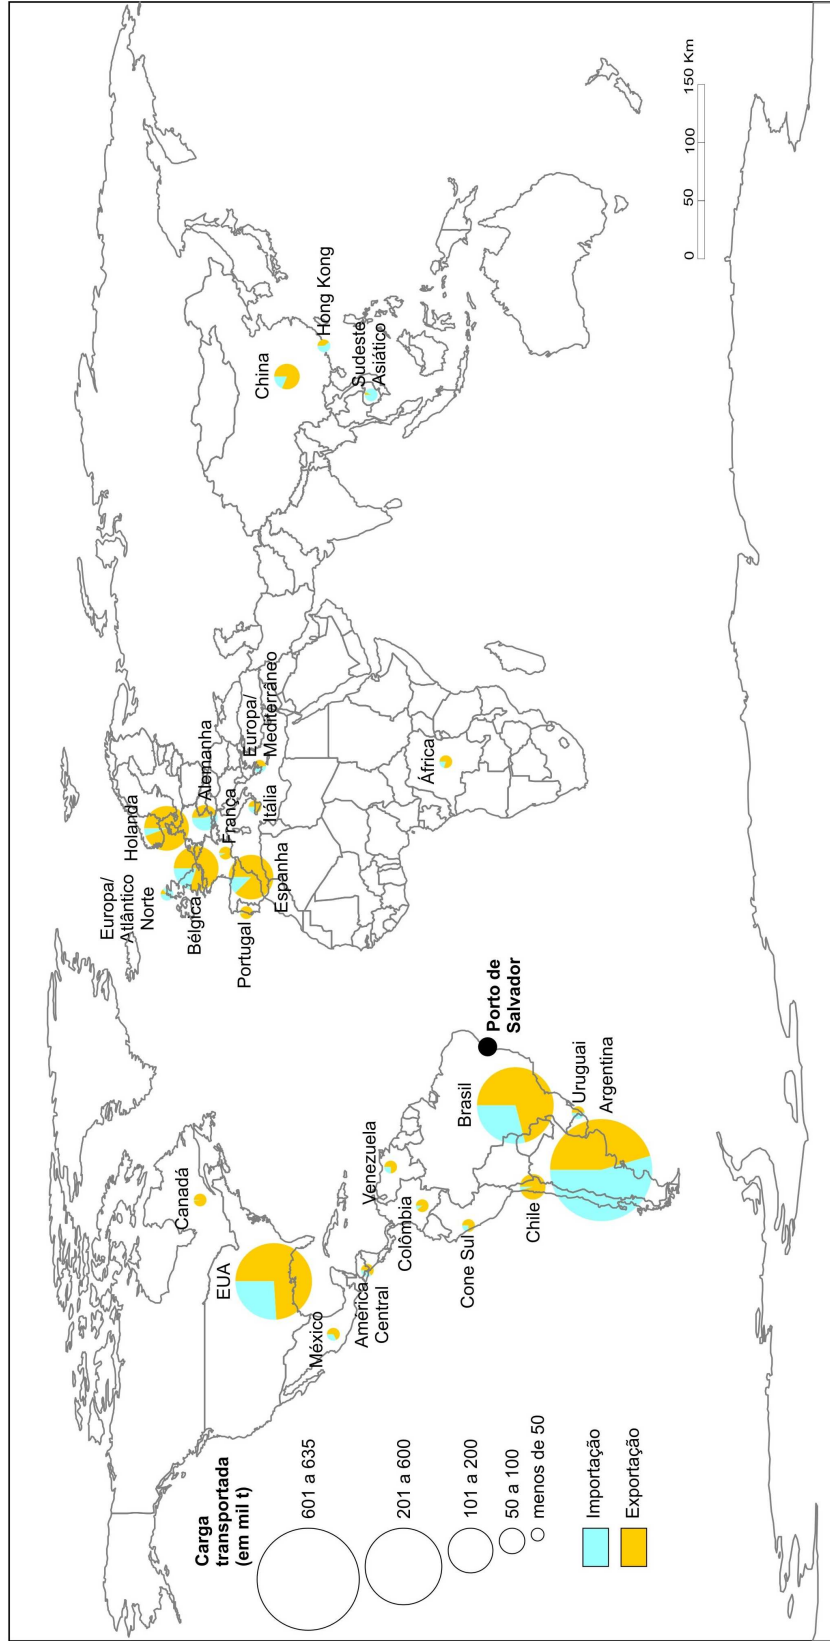 Canadá
EUA
México
América
Central
Venezuela
Colômbia
Cone Sul
Chile
Brasil
Porto de
Salvador
Uruguai
Argentina
Europa/
Atlântico
Norte
Holanda
Bélgica
Alemanha
França
Portugal
Espanha
Itália
Europa/
Mediterrâneo
África
China
Hong Kong
Sudeste
Asiático
Carga
transportada
(em mil t)
601 a 635
201 a 600
101 a 200
50 a 100
menos de 50
Importação
Exportação
0 50 100 150 Km